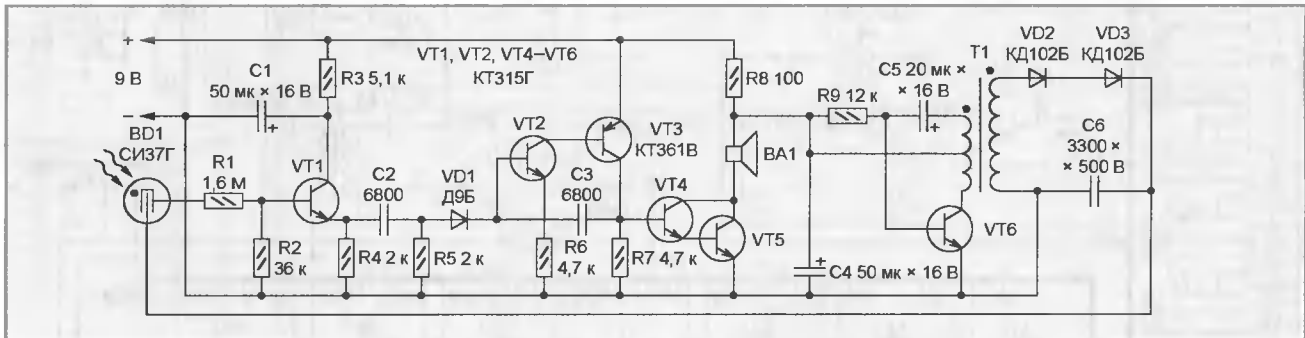 +
9 В
–
C1
50 мк × 16 В
+
R3 5,1 к
VT1, VT2, VT4–VT6
КТ315Г
BD1
СИ37Г
R1
1,6 М
R2
36 к
VT1
C2
6800
R4 2 к
R5 2 к
VD1
Д9Б
VT2
VT3
КТ361В
C3
6800
R6
4,7 к
R7 4,7 к
VT4
VT5
R8 100
BA1
R9 12 к
C5 20 мк ×
× 16 В
+
+
C4 50 мк × 16 В
T1
VT6
VD2
КД102Б
VD3
КД102Б
C6
3300 ×
× 500 В